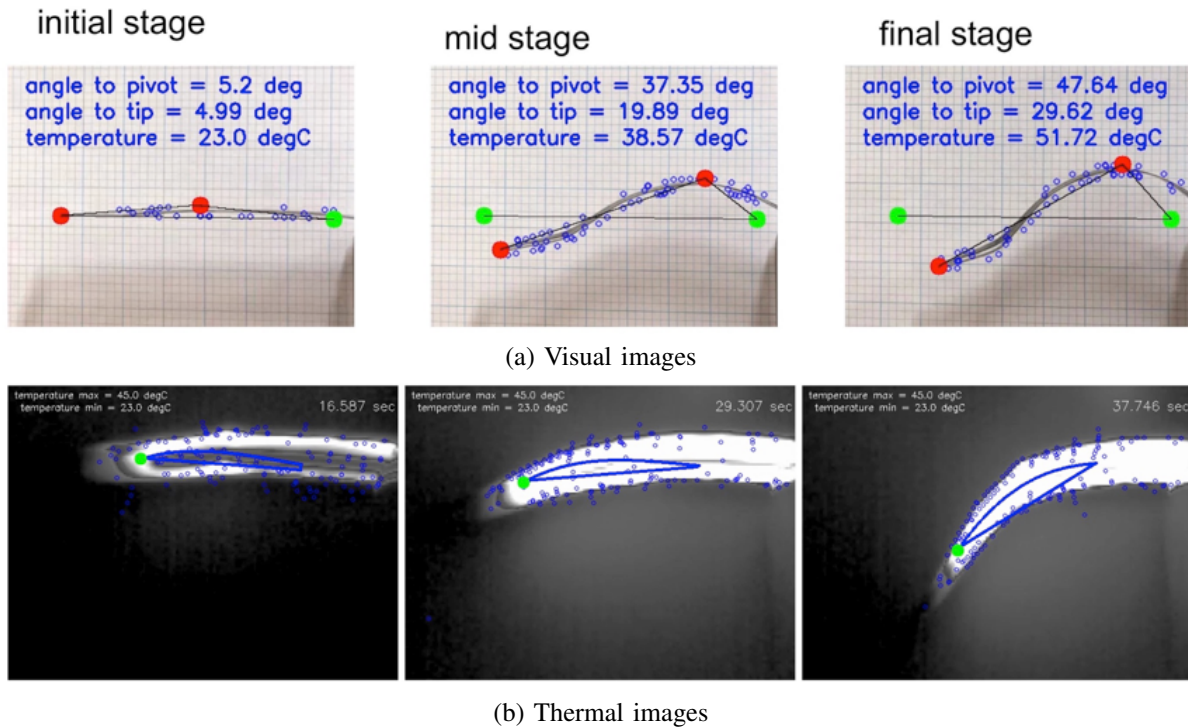 initial stage
mid stage
final stage
angle to pivot = 5.2 deg
angle to tip = 4.99 deg
temperature = 23.0 degC
angle to pivot = 37.35 deg
angle to tip = 19.89 deg
temperature = 38.57 degC
angle to pivot = 47.64 deg
angle to tip = 29.62 deg
temperature = 51.72 degC
(a) Visual images
temperature max = 45.0 degC
temperature min = 23.0 degC
16.587 sec
temperature max = 45.0 degC
temperature min = 23.0 degC
29.307 sec
temperature max = 45.0 degC
temperature min = 23.0 degC
37.746 sec
(b) Thermal images